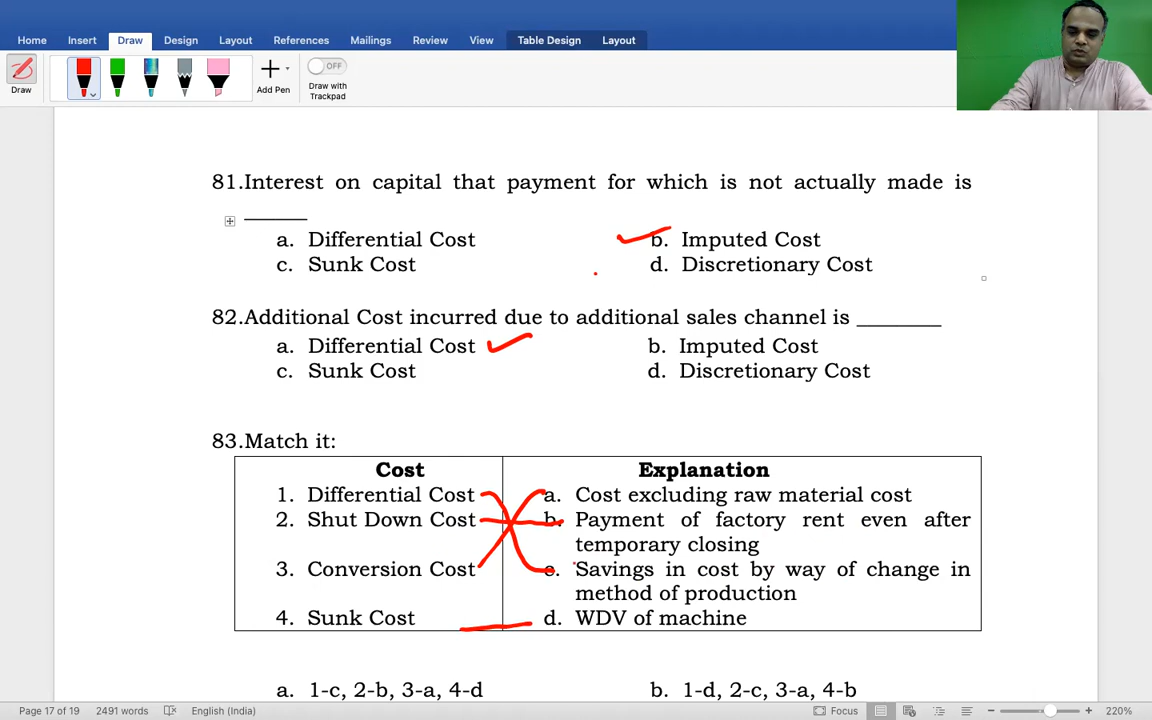 Home Insert Draw Design Layout References Mailings Review View Table Design Layout
OFF
Draw
Add Pen
Draw with
Trackpad
81.Interest on capital that payment for which is not actually made is
______
a. Differential Cost b. Imputed Cost
c. Sunk Cost d. Discretionary Cost
82.Additional Cost incurred due to additional sales channel is ________
a. Differential Cost b. Imputed Cost
c. Sunk Cost d. Discretionary Cost
83.Match it:
Cost Explanation
1. Differential Cost a. Cost excluding raw material cost
2. Shut Down Cost b. Payment of factory rent even after
temporary closing
3. Conversion Cost c. Savings in cost by way of change in
method of production
4. Sunk Cost d. WDV of machine
a. 1-c, 2-b, 3-a, 4-d b. 1-d, 2-c, 3-a, 4-b
Page 17 of 19 2491 words English (India) Focus 220%